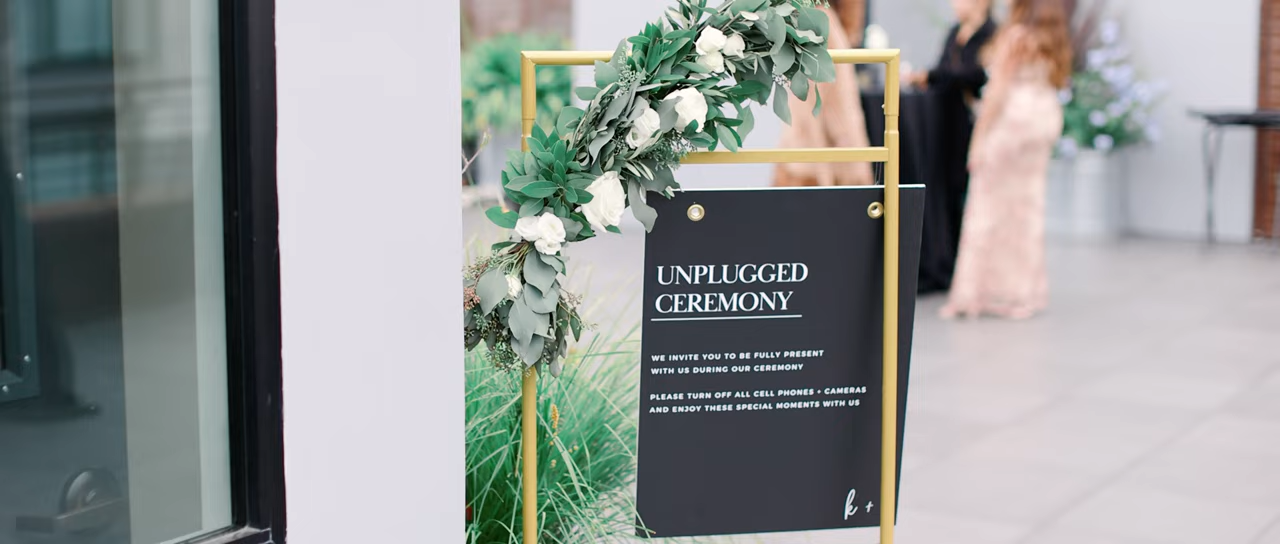 UNPLUGGED
CEREMONY
WE INVITE YOU TO BE FULLY PRESENT
WITH US DURING OUR CEREMONY
PLEASE TURN OFF ALL CELL PHONES + CAMERAS
AND ENJOY THESE SPECIAL MOMENTS WITH US
k +